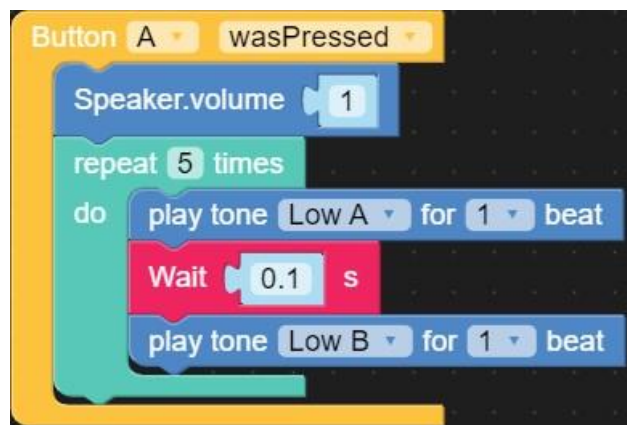 Button A wasPressed
Speaker.volume 1
repeat 5 times
do play tone Low A for 1 beat
Wait 0.1 s
play tone Low B for 1 beat